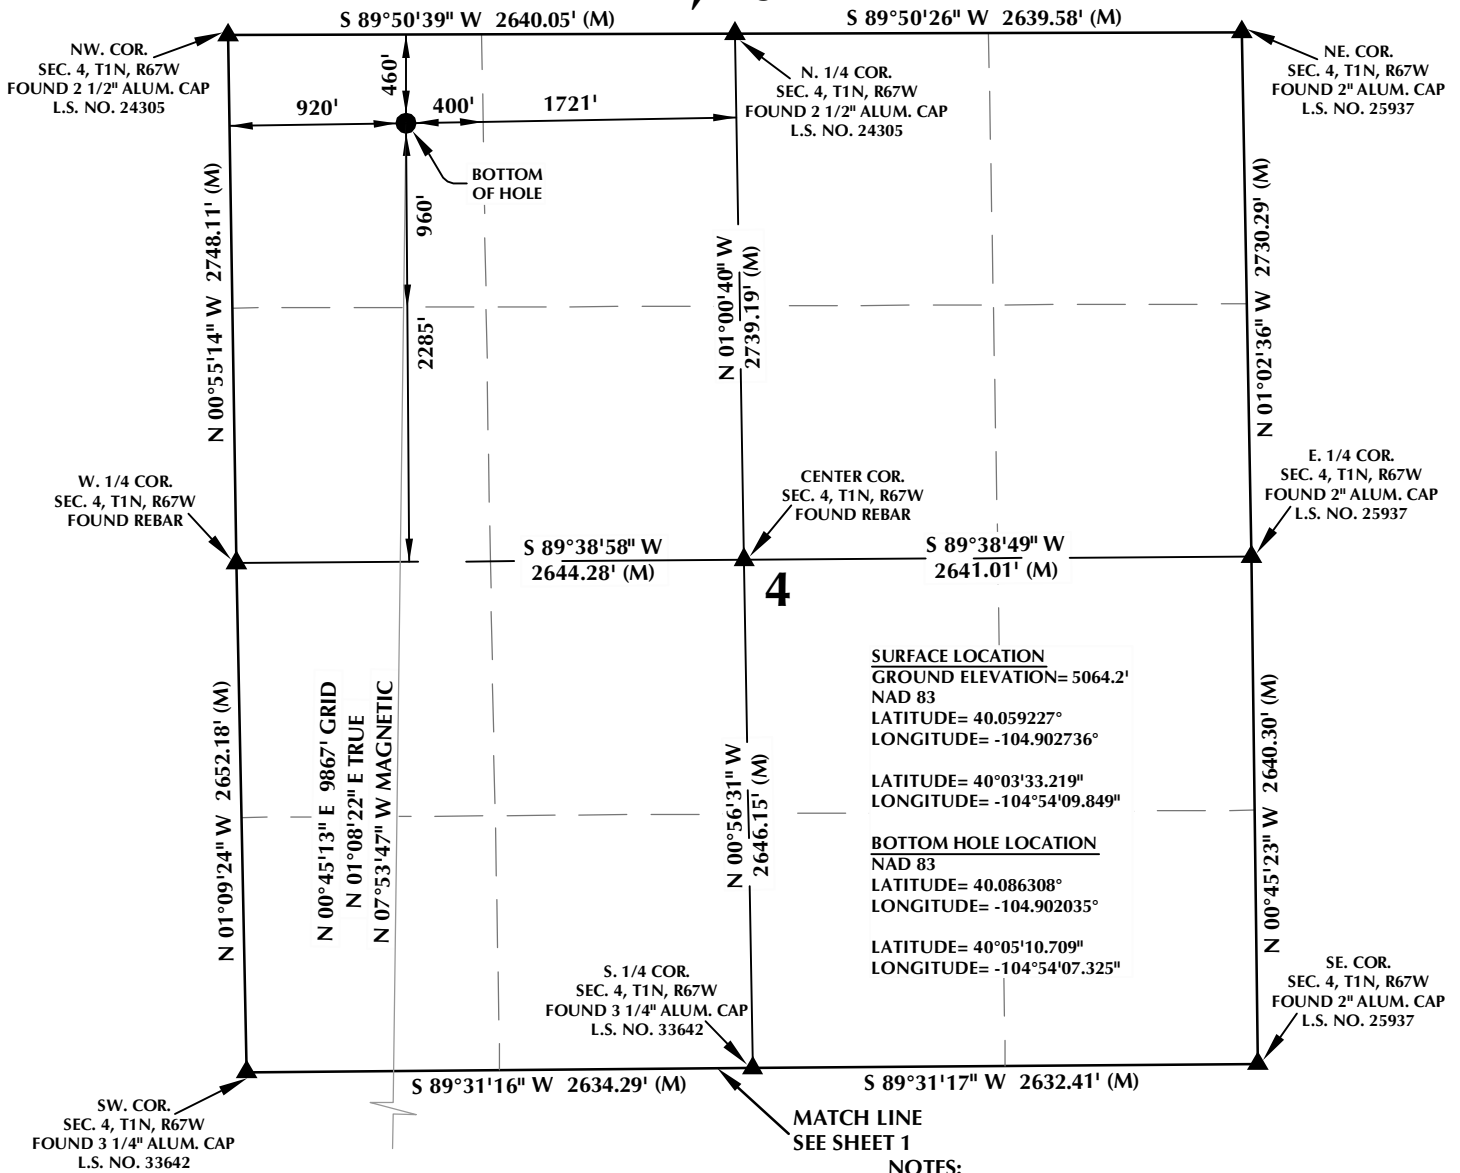 S 89°50'39" W 2640.05' (M)
S 89°50'26" W 2639.58' (M)
NW. COR.
SEC. 4, T1N, R67W
FOUND 2 1/2" ALUM. CAP
L.S. NO. 24305
N. 1/4 COR.
SEC. 4, T1N, R67W
FOUND 2 1/2" ALUM. CAP
L.S. NO. 24305
NE. COR.
SEC. 4, T1N, R67W
FOUND 2" ALUM. CAP
L.S. NO. 25937
460'
920'
400'
1721'
BOTTOM
OF HOLE
960'
2285'
N 00°55'14" W 2748.11' (M)
N 01°00'40" W
2739.19' (M)
N 01°02'36" W 2730.29' (M)
W. 1/4 COR.
SEC. 4, T1N, R67W
FOUND REBAR
CENTER COR.
SEC. 4, T1N, R67W
FOUND REBAR
E. 1/4 COR.
SEC. 4, T1N, R67W
FOUND 2" ALUM. CAP
L.S. NO. 25937
S 89°38'58" W
2644.28' (M)
S 89°38'49" W
2641.01' (M)
4
SURFACE LOCATION
GROUND ELEVATION= 5064.2'
NAD 83
LATITUDE= 40.059227°
LONGITUDE= -104.902736°
LATITUDE= 40°03'33.219"
LONGITUDE= -104°54'09.849"
BOTTOM HOLE LOCATION
NAD 83
LATITUDE= 40.086308°
LONGITUDE= -104.902035°
LATITUDE= 40°05'10.709"
LONGITUDE= -104°54'07.325"
N 01°09'24" W 2652.18' (M)
N 00°45'13" E 9867' GRID
N 01°08'22" E TRUE
N 07°53'47" W MAGNETIC
N 00°56'31" W
2646.15' (M)
N 00°45'23" W 2640.30' (M)
S. 1/4 COR.
SEC. 4, T1N, R67W
FOUND 3 1/4" ALUM. CAP
L.S. NO. 33642
SE. COR.
SEC. 4, T1N, R67W
FOUND 2" ALUM. CAP
L.S. NO. 25937
S 89°31'16" W 2634.29' (M)
S 89°31'17" W 2632.41' (M)
SW. COR.
SEC. 4, T1N, R67W
FOUND 3 1/4" ALUM. CAP
L.S. NO. 33642
MATCH LINE
SEE SHEET 1
NOTES: